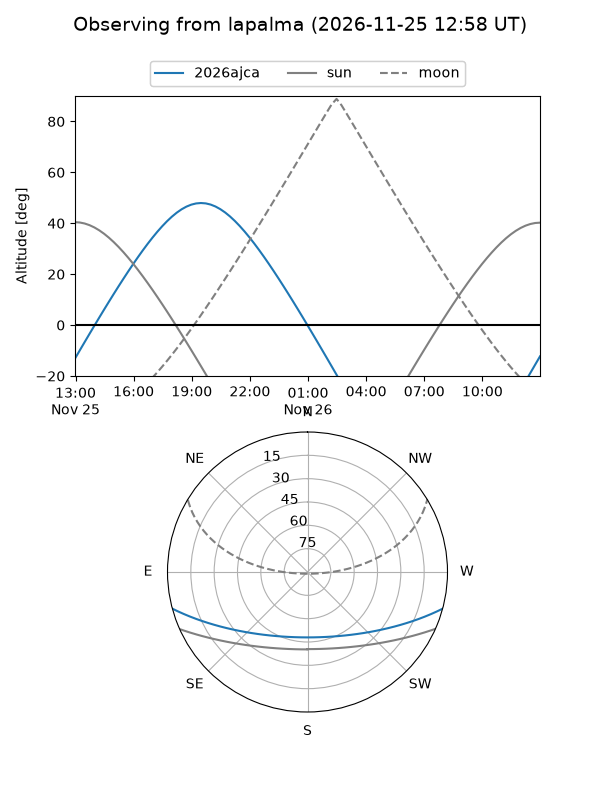 Observing from lapalma (2026-11-25 12:58 UT)
2026ajca sun moon
Altitude [deg]
80
60
40
20
0
−20
13:00 16:00 19:00 22:00 01:00 04:00 07:00 10:00
Nov 25 Nov 26
N
NE NW
15
30
45
60
75
E W
SE SW
S